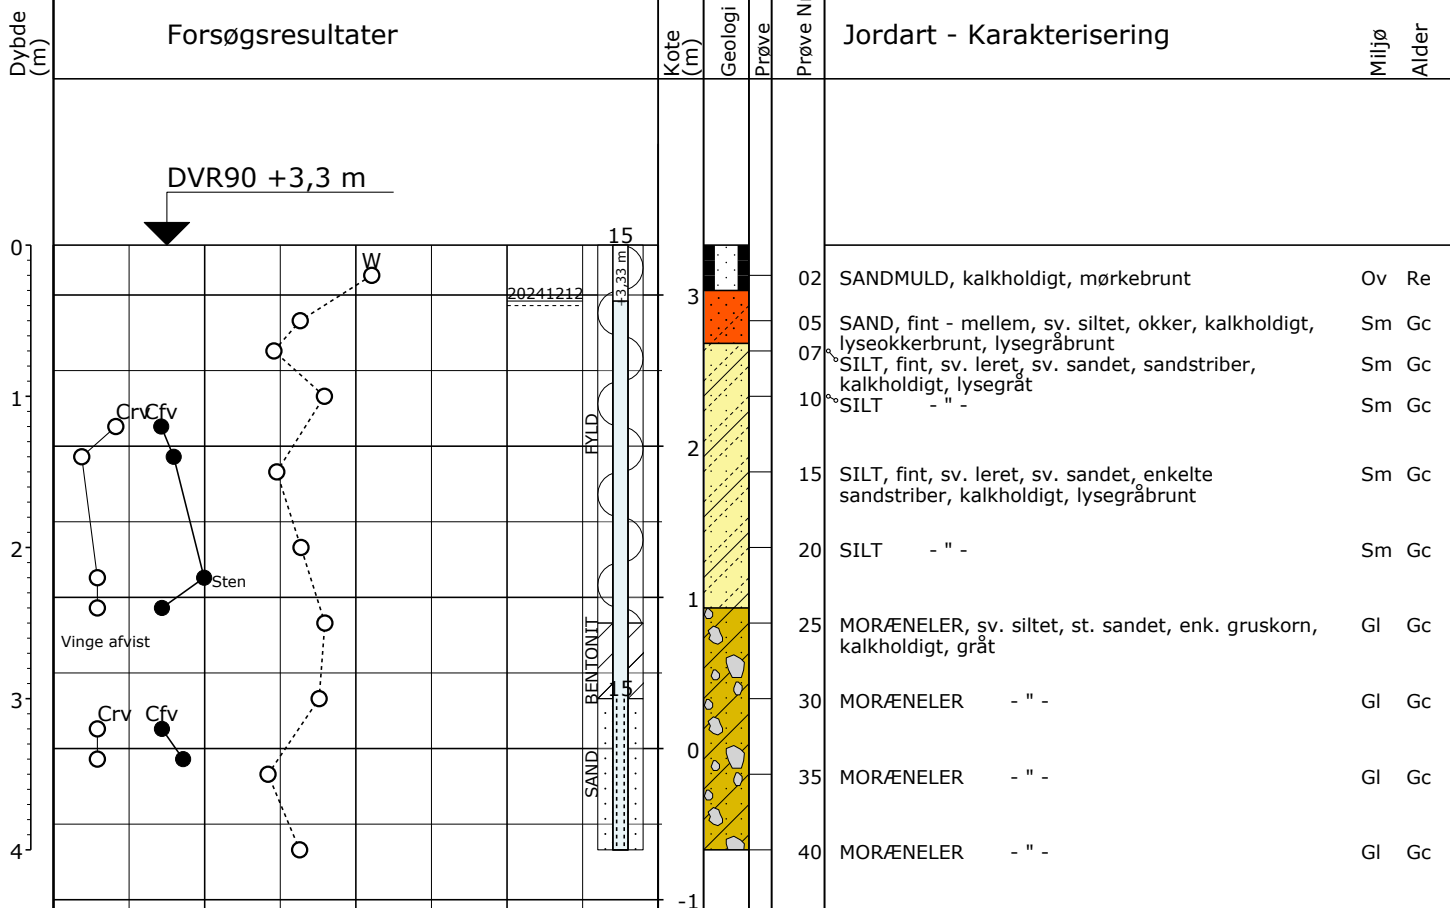 Dybde (m)
Forsøgsresultater
Kote (m)
Geologi
Prøve
Prøve Nr
Jordart - Karakterisering
Miljø
Alder
DVR90 +3,3 m
0
15
W
+3,33 m
20241212
3
02 SANDMULD, kalkholdigt, mørkebrunt Ov Re
05 SAND, fint - mellem, sv. siltet, okker, kalkholdigt, Sm Gc
lyseokkerbrunt, lysegråbrunt
07 SILT, fint, sv. leret, sv. sandet, sandstriber, Sm Gc
kalkholdigt, lysegråt
1
10 SILT - " - Sm Gc
Crv Cfv
FYLD
2
15 SILT, fint, sv. leret, sv. sandet, enkelte Sm Gc
sandstriber, kalkholdigt, lysegråbrunt
2
20 SILT - " - Sm Gc
Sten
1
25 MORÆNELER, sv. siltet, st. sandet, enk. gruskorn, Gl Gc
kalkholdigt, gråt
Vinge afvist
BENTONIT
15
3
30 MORÆNELER - " - Gl Gc
Crv Cfv
0
SAND
35 MORÆNELER - " - Gl Gc
4
40 MORÆNELER - " - Gl Gc
-1